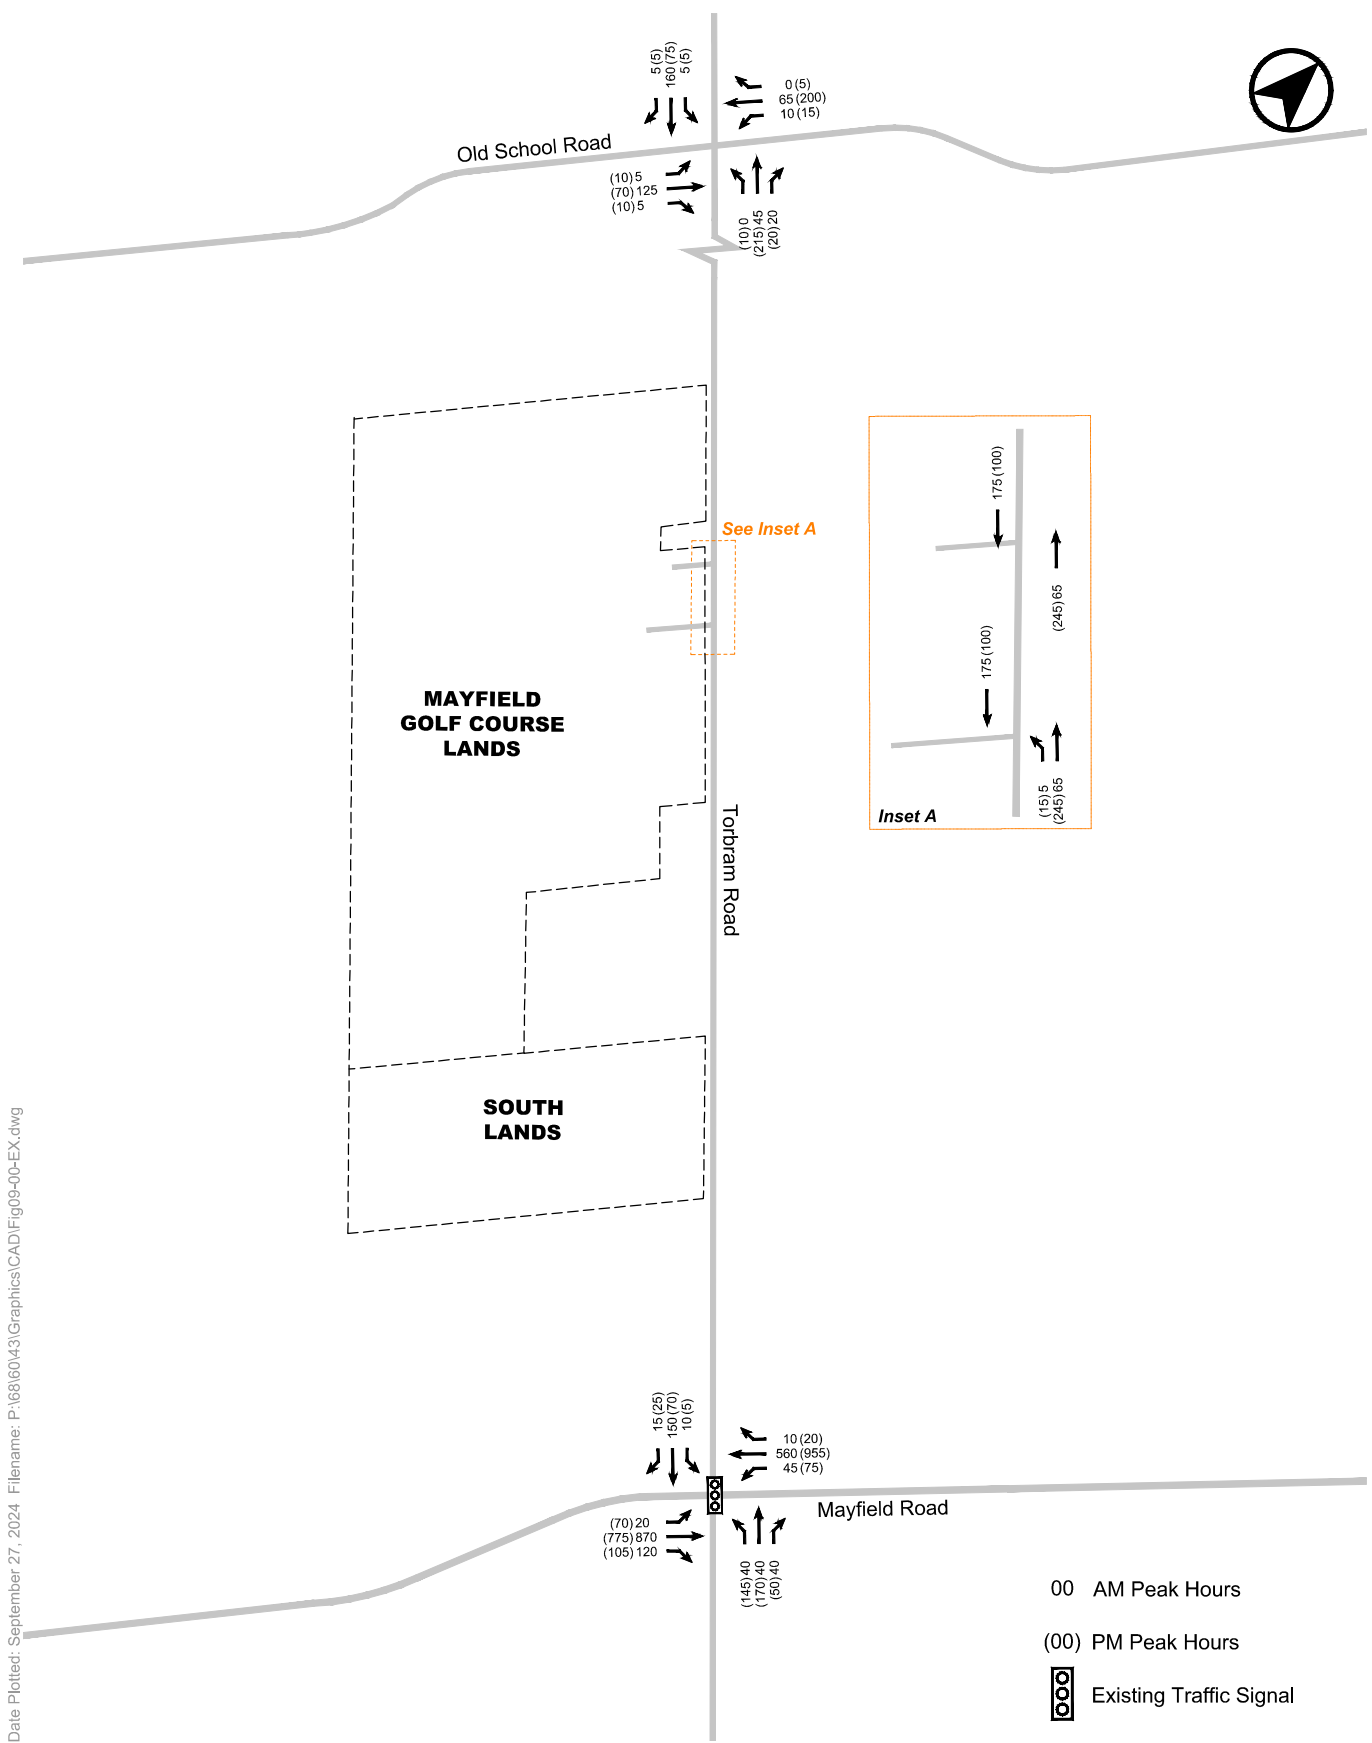 5 (5)
160 (75)
5 (5)
0 (5)
65 (200)
10 (15)
Old School Road
(10) 5
(70) 125
(10) 5
(10) 0
(215) 45
(20) 20
See Inset A
175 (100)
(245) 65
175 (100)
(15) 5
(245) 65
Inset A
MAYFIELD
GOLF COURSE
LANDS
Torbram Road
SOUTH
LANDS
15 (25)
150 (70)
10 (5)
10 (20)
560 (955)
45 (75)
Mayfield Road
(70) 20
(775) 870
(105) 120
(145) 40
(170) 40
(50) 40
00 AM Peak Hours
(00) PM Peak Hours
Existing Traffic Signal
Date Plotted: September 27, 2024 Filename: P:\68\60\43\Graphics\CAD\Fig09-00-EX.dwg